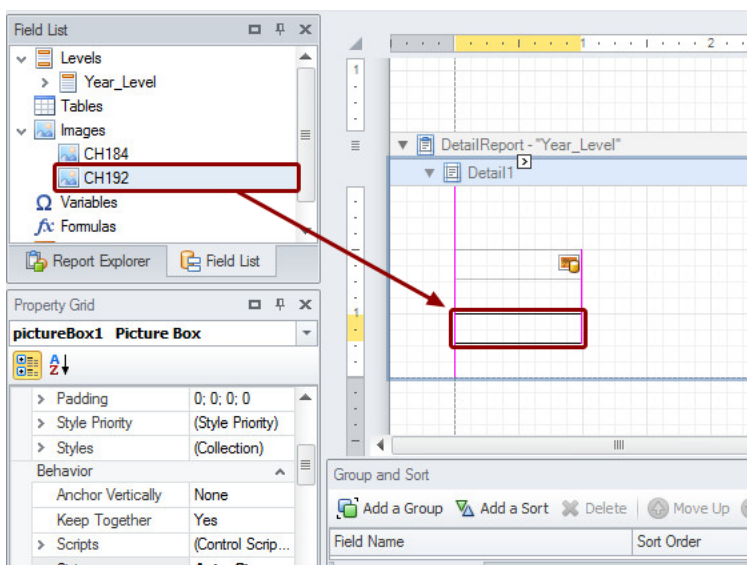 Field List
Levels
Year_Level
Tables
Images
CH184
CH192
Ω Variables
fx Formulas
Report Explorer Field List
Property Grid
pictureBox1 Picture Box
A
Z
Padding 0; 0; 0; 0
Style Priority (Style Priority)
Styles (Collection)
Behavior
Anchor Vertically None
Keep Together Yes
Scripts (Control Scrip...
1 2
1
DetailReport - "Year_Level"
Detail1
1
Group and Sort
Add a Group Add a Sort Delete Move Up
Field Name Sort Order